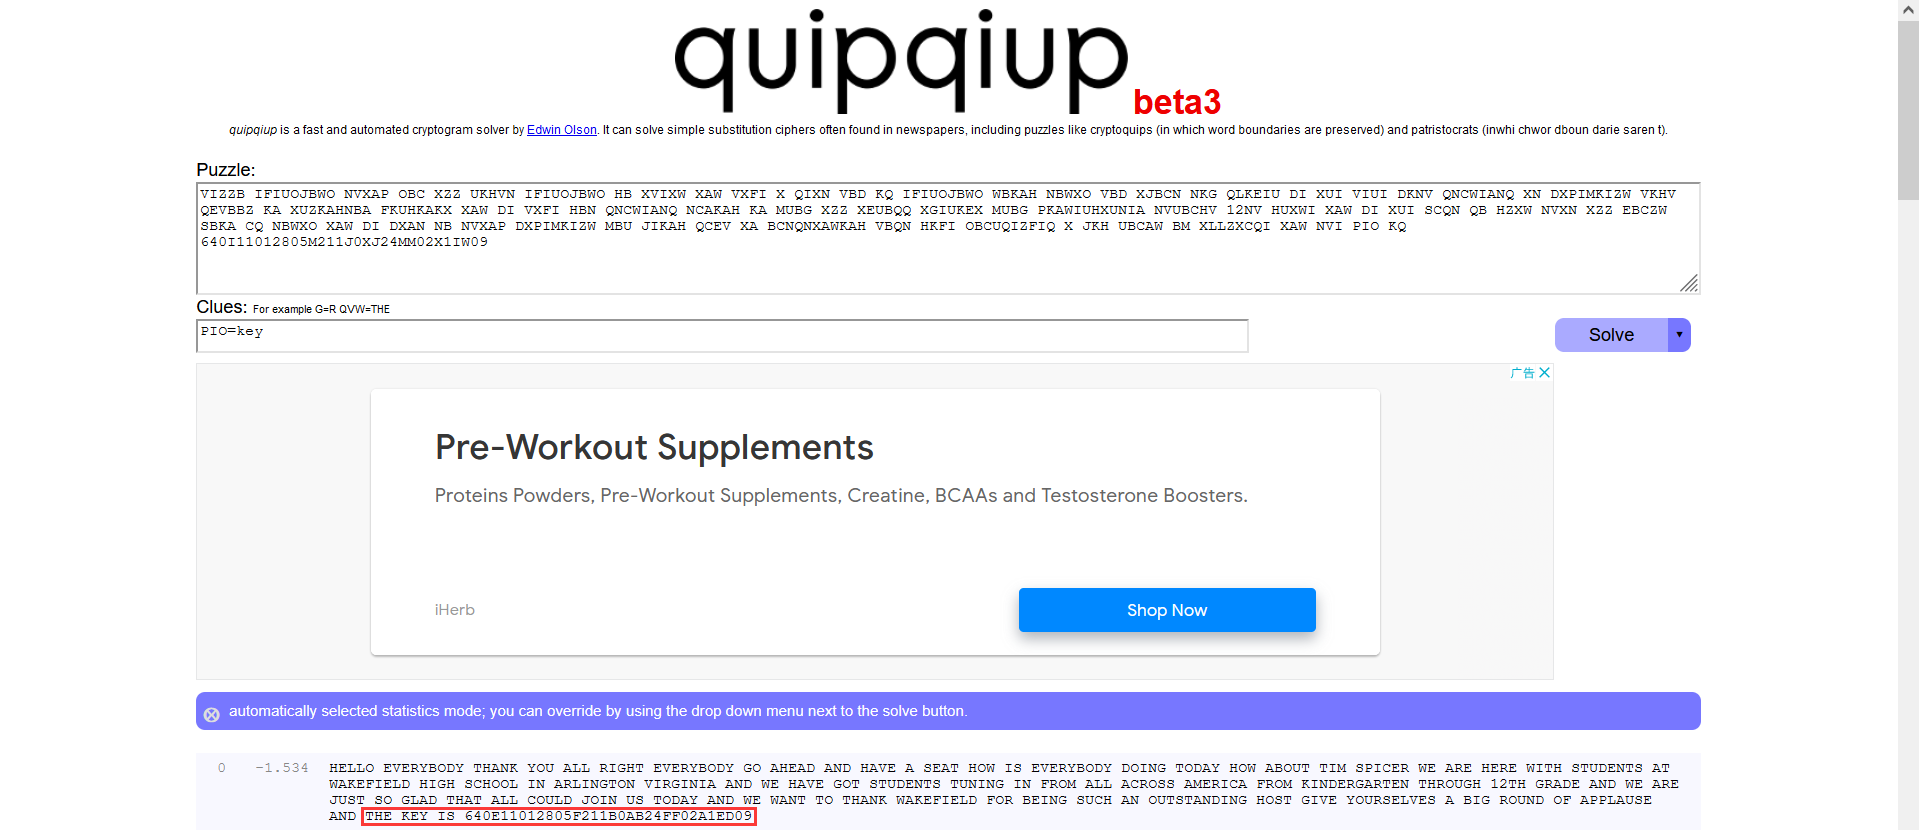 quipqiup beta3
quipqiup is a fast and automated cryptogram solver by Edwin Olson. It can solve simple substitution ciphers often found in newspapers, including puzzles like cryptoquips (in which word boundaries are preserved) and patristocrats (inwhi chwor dboun darie saren t).
Puzzle:
VIZZB IFIUOJBWO NVXAP OBC XZZ UKHVN IFIUOJBWO HB XVIXW XAW VXFI X QIXN VBD KQ IFIUOJBWO WBKAH NBWXO VBD XJBCN NKG QLKEIU DI XUI VIUI DKNV QNCWIANQ XN DXPIMKIZW VKHV
QEVBBZ KA XUZKAHNBA FKUHKAKX XAW DI VXFI HBN QNCWIANQ NCAKAH KA MUBG XZZ XEUBQQ XGIUKEX MUBG PKAWIUHXUNIA NVUBCHV 12NV HUXWI XAW DI XUI SCQN QB HZXW NVXN XZZ EBCZW
SBKA CQ NBWXO XAW DI DXAN NB NVXAP DXPIMKIZW MBU JIKAH QCEV XA BCNQNXAWKAH VBQN HKFI OBCUQIZFIQ X JKH UBCAW BM XLLZXCQI XAW NVI PIO KQ
640I11012805M211J0XJ24MM02X1IW09
Clues: For example G=R QVW=THE
PIO=key
Solve ▼
广告
Pre-Workout Supplements
Proteins Powders, Pre-Workout Supplements, Creatine, BCAAs and Testosterone Boosters.
iHerb
Shop Now
automatically selected statistics mode; you can override by using the drop down menu next to the solve button.
0 -1.534 HELLO EVERYBODY THANK YOU ALL RIGHT EVERYBODY GO AHEAD AND HAVE A SEAT HOW IS EVERYBODY DOING TODAY HOW ABOUT TIM SPICER WE ARE HERE WITH STUDENTS AT
WAKEFIELD HIGH SCHOOL IN ARLINGTON VIRGINIA AND WE HAVE GOT STUDENTS TUNING IN FROM ALL ACROSS AMERICA FROM KINDERGARTEN THROUGH 12TH GRADE AND WE ARE
JUST SO GLAD THAT ALL COULD JOIN US TODAY AND WE WANT TO THANK WAKEFIELD FOR BEING SUCH AN OUTSTANDING HOST GIVE YOURSELVES A BIG ROUND OF APPLAUSE
AND THE KEY IS 640E11012805F211B0AB24FF02A1ED09